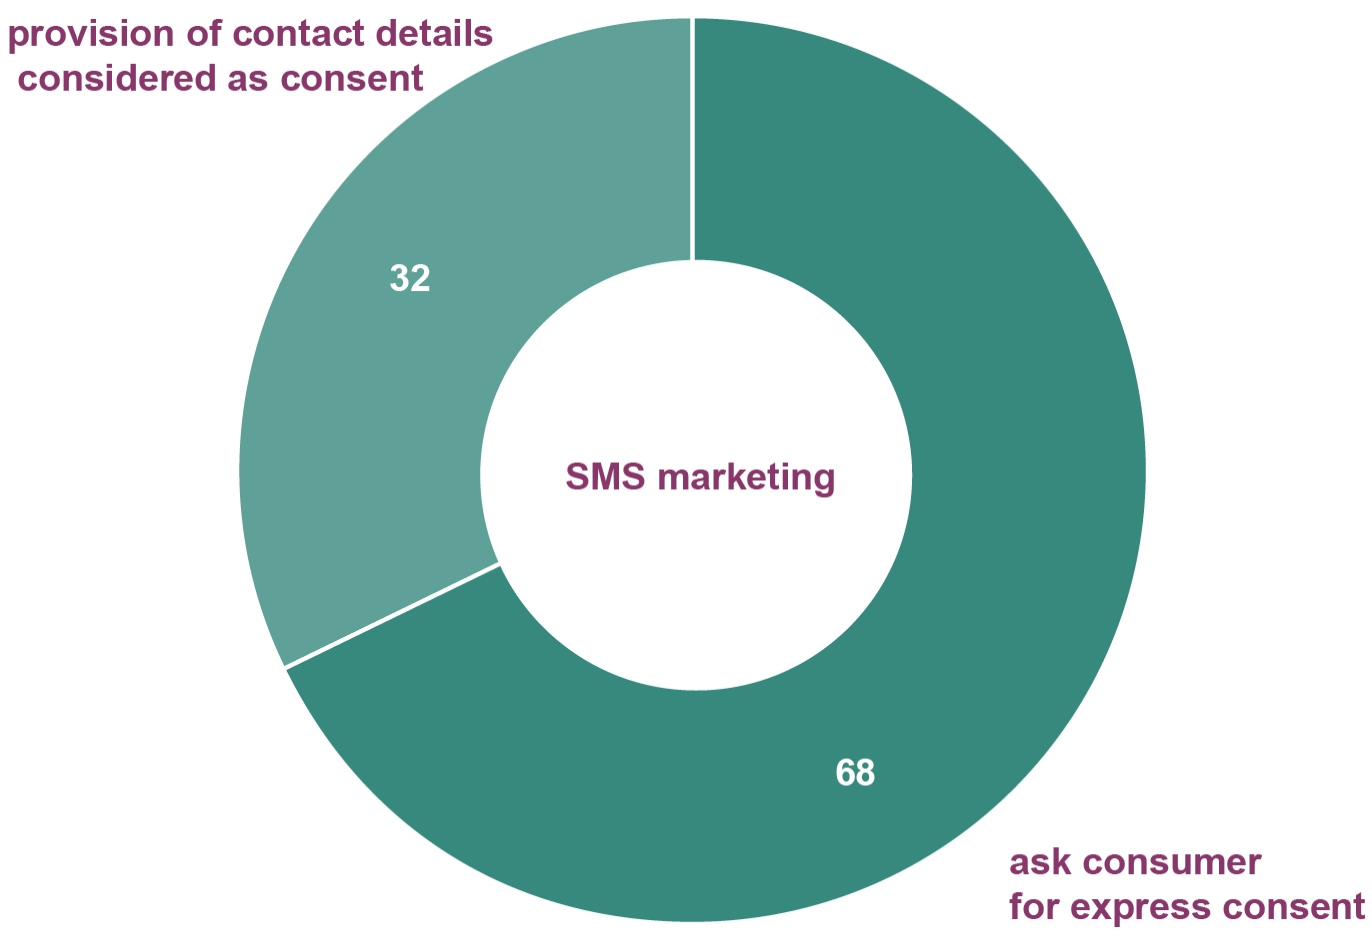 provision of contact details
considered as consent
32
SMS marketing
68
ask consumer
for express consent